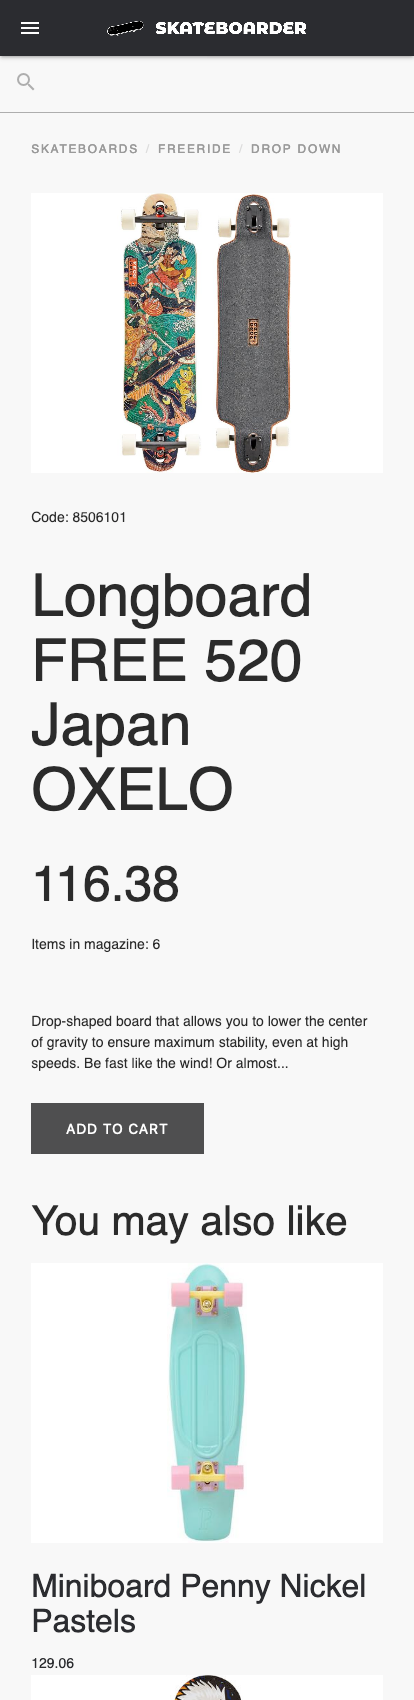 SKATEBOARDER
SKATEBOARDS / FREERIDE / DROP DOWN
Code: 8506101
Longboard
FREE 520
Japan
OXELO
116.38
Items in magazine: 6
Drop-shaped board that allows you to lower the center
of gravity to ensure maximum stability, even at high
speeds. Be fast like the wind! Or almost...
ADD TO CART
You may also like
Miniboard Penny Nickel
Pastels
129.06